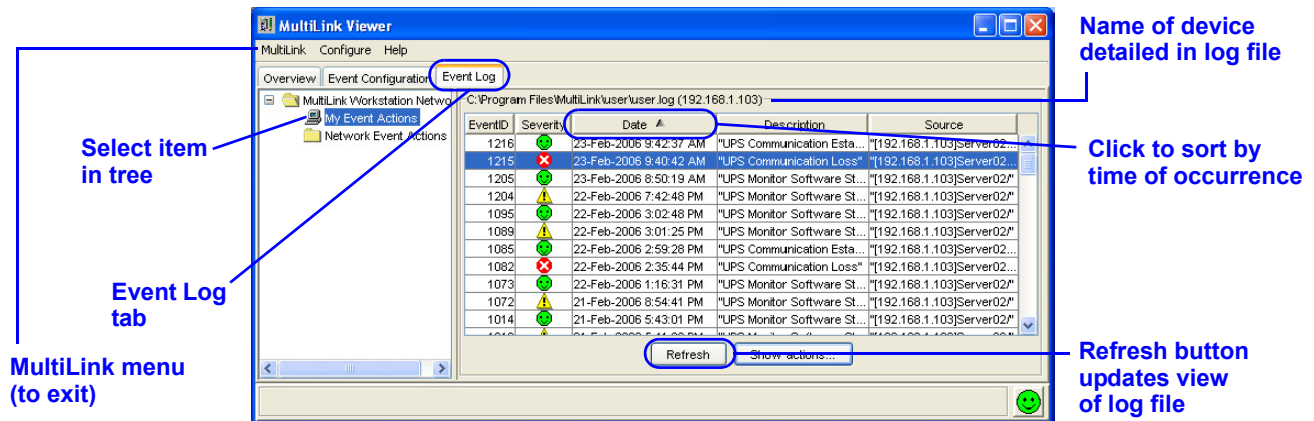 MultiLink Viewer
Name of device
detailed in log file
MultiLink Configure Help
Overview Event Configuration Event Log
MultiLink Workstation Netwo
My Event Actions
Network Event Actions
C:\Program Files\MultiLink\user\user.log (192.168.1.103)
EventID Severity Date Description Source
1216 23-Feb-2006 9:42:37 AM "UPS Communication Esta... "[192.168.1.103]Server02...
1215 23-Feb-2006 9:40:42 AM "UPS Communication Loss" "[192.168.1.103]Server02...
1205 23-Feb-2006 8:50:19 AM "UPS Monitor Software St... "[192.168.1.103]Server02/"
1204 22-Feb-2006 7:42:48 PM "UPS Monitor Software St... "[192.168.1.103]Server02/"
1095 22-Feb-2006 3:02:48 PM "UPS Monitor Software St... "[192.168.1.103]Server02/"
1089 22-Feb-2006 3:01:25 PM "UPS Monitor Software St... "[192.168.1.103]Server02/"
1085 22-Feb-2006 2:59:28 PM "UPS Communication Esta... "[192.168.1.103]Server02...
1082 22-Feb-2006 2:35:44 PM "UPS Communication Loss" "[192.168.1.103]Server02...
1073 22-Feb-2006 1:16:31 PM "UPS Monitor Software St... "[192.168.1.103]Server02/"
1072 21-Feb-2006 8:54:41 PM "UPS Monitor Software St... "[192.168.1.103]Server02/"
1014 21-Feb-2006 5:43:01 PM "UPS Monitor Software St... "[192.168.1.103]Server02/"
Refresh Show actions...
Select item
in tree
Event Log
tab
MultiLink menu
(to exit)
Click to sort by
time of occurrence
Refresh button
updates view
of log file